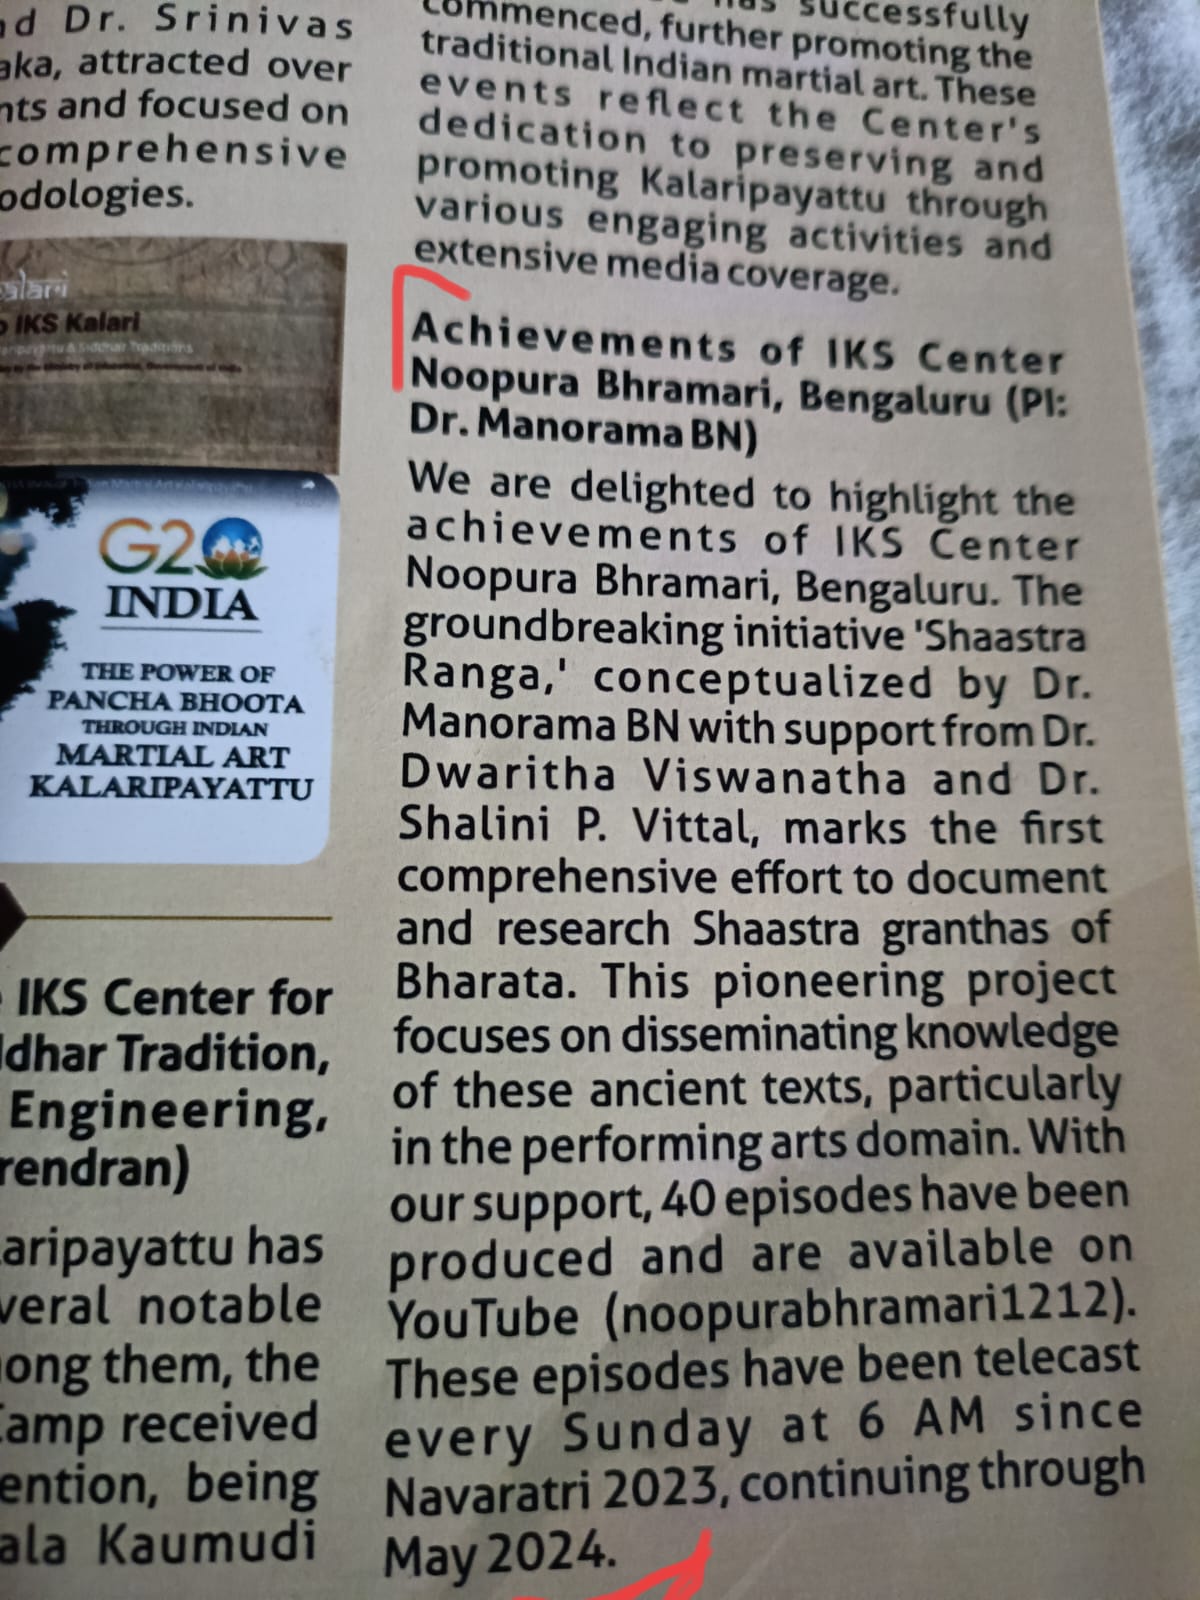 nd Dr. Srinivas
aka, attracted over
nts and focused on
comprehensive
odologies.
alari
o IKS Kalari
G20
INDIA
THE POWER OF
PANCHA BHOOTA
THROUGH INDIAN
MARTIAL ART
KALARIPAYATTU
IKS Center for
ldhar Tradition,
Engineering,
rendran)
aripayattu has
veral notable
ong them, the
Camp received
ention, being
ala Kaumudi
has successfully
commenced, further promoting the
traditional Indian martial art. These
events reflect the Center's
dedication to preserving and
promoting Kalaripayattu through
various engaging activities and
extensive media coverage.
Achievements of IKS Center
Noopura Bhramari, Bengaluru (PI:
Dr. Manorama BN)
We are delighted to highlight the
achievements of IKS Center
Noopura Bhramari, Bengaluru. The
groundbreaking initiative 'Shaastra
Ranga,' conceptualized by Dr.
Manorama BN with support from Dr.
Dwaritha Viswanatha and Dr.
Shalini P. Vittal, marks the first
comprehensive effort to document
and research Shaastra granthas of
Bharata. This pioneering project
focuses on disseminating knowledge
of these ancient texts, particularly
in the performing arts domain. With
our support, 40 episodes have been
produced and are available on
YouTube (noopurabhramari1212).
These episodes have been telecast
every Sunday at 6 AM since
Navaratri 2023, continuing through
May 2024.